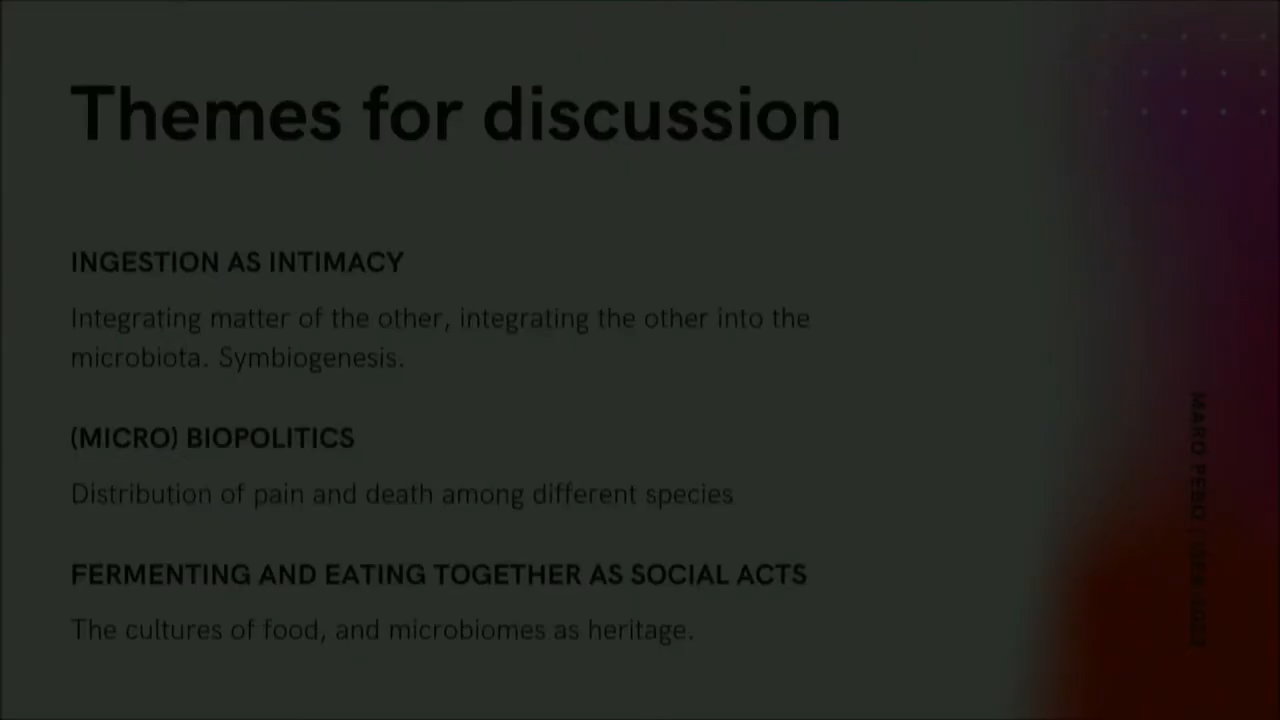 Themes for discussion
INGESTION AS INTIMACY
Integrating matter of the other, integrating the other into the
microbiota. Symbiogenesis.
(MICRO) BIOPOLITICS
Distribution of pain and death among different species
FERMENTING AND EATING TOGETHER AS SOCIAL ACTS
The cultures of food, and microbiomes as heritage.
MARO PEBO |